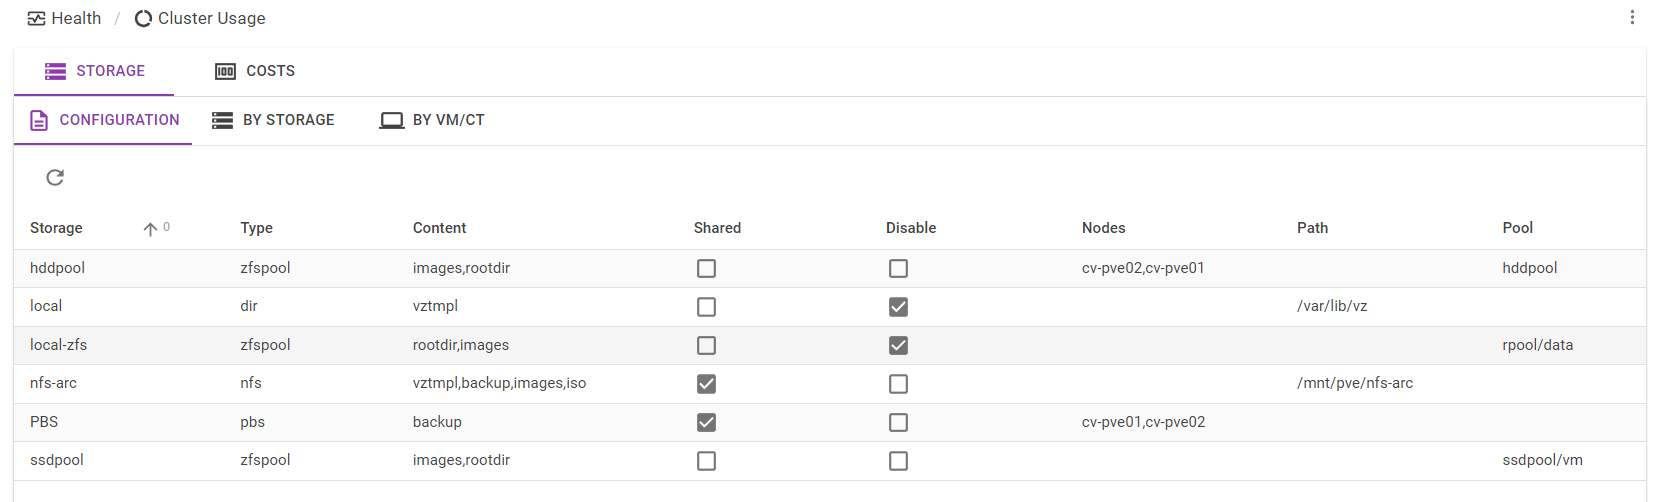 Health / Cluster Usage
STORAGE COSTS
CONFIGURATION BY STORAGE BY VM/CT
Storage 0 Type Content Shared Disable Nodes Path Pool
hddpool zfspool images,rootdir cv-pve02,cv-pve01 hddpool
local dir vztmpl /var/lib/vz
local-zfs zfspool rootdir,images rpool/data
nfs-arc nfs vztmpl,backup,images,iso /mnt/pve/nfs-arc
PBS pbs backup cv-pve01,cv-pve02
ssdpool zfspool images,rootdir ssdpool/vm